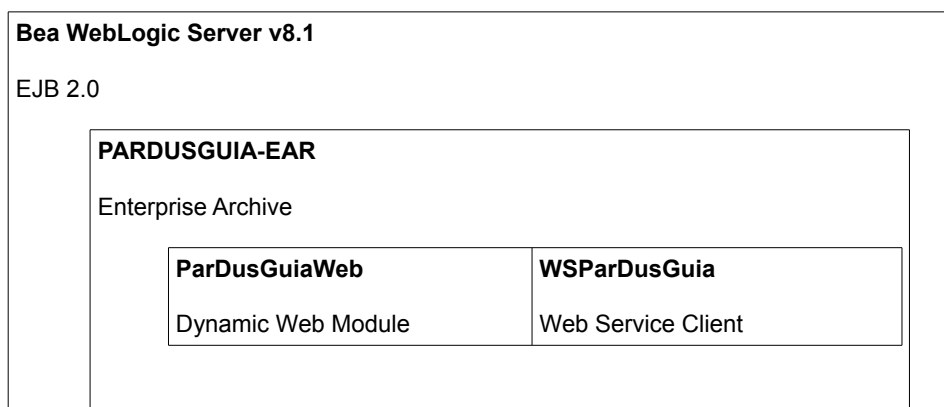 Bea WebLogic Server v8.1
EJB 2.0
PARDUSGUIA-EAR
Enterprise Archive
ParDusGuiaWeb
Dynamic Web Module
WSParDusGuia
Web Service Client